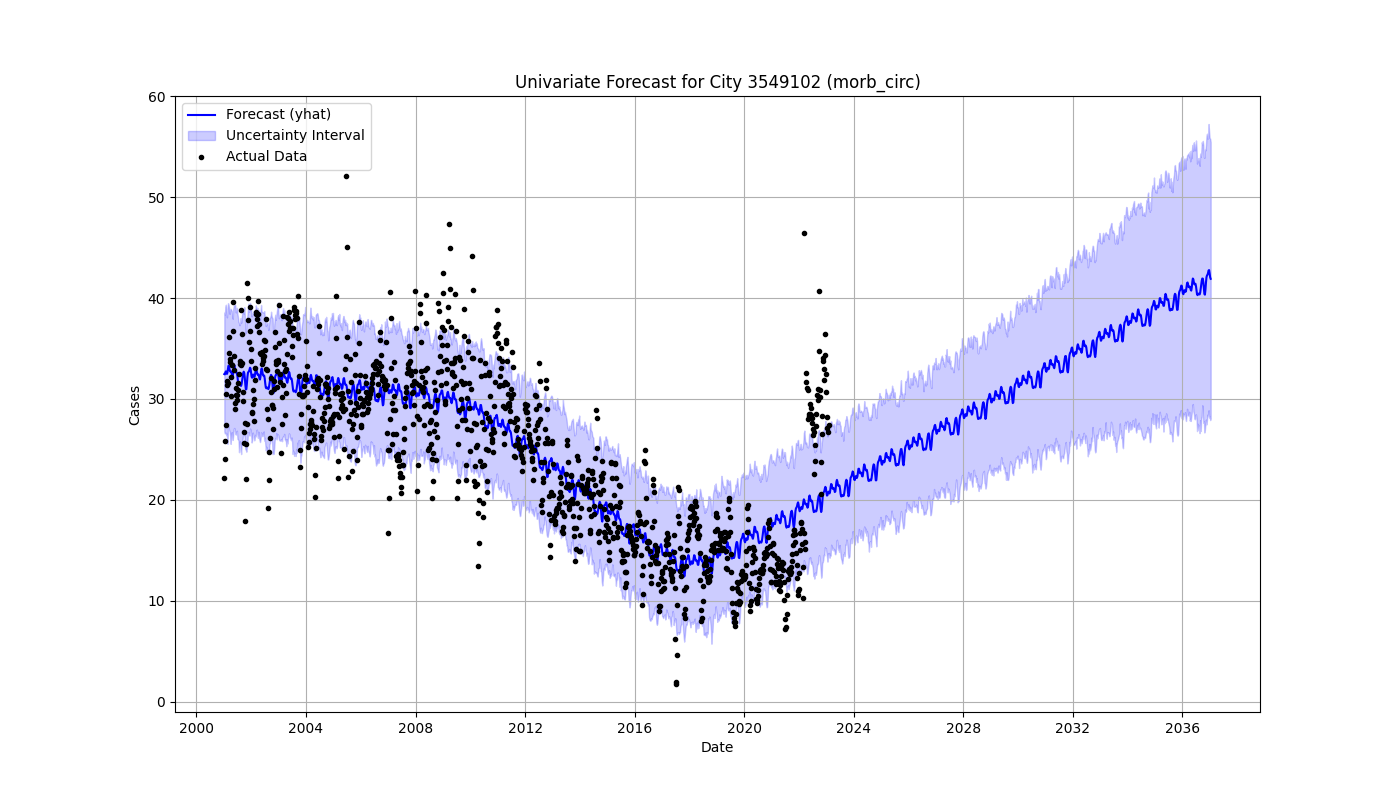 Univariate Forecast for City 3549102 (morb_circ)
Forecast (yhat)
Uncertainty Interval
Actual Data
60
50
40
30
20
10
0
Cases
2000 2004 2008 2012 2016 2020 2024 2028 2032 2036
Date